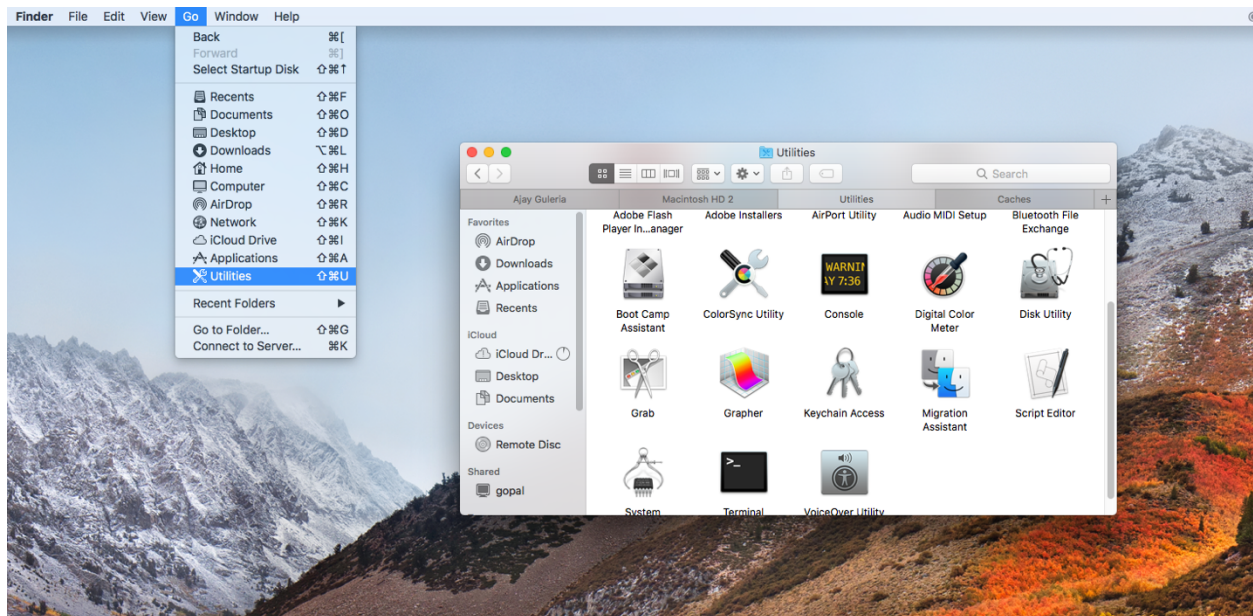 Finder File Edit View Go Window Help
Back ⌘[
Forward ⌘]
Select Startup Disk ⇧⌘↑
Recents ⇧⌘F
Documents ⇧⌘O
Desktop ⇧⌘D
Downloads ⌥⌘L
Home ⇧⌘H
Computer ⇧⌘C
AirDrop ⇧⌘R
Network ⇧⌘K
iCloud Drive ⇧⌘I
Applications ⇧⌘A
Utilities ⇧⌘U
Recent Folders ▶
Go to Folder... ⇧⌘G
Connect to Server... ⌘K
Utilities
Search
Ajay Guleria Macintosh HD 2 Utilities Caches +
Favorites
AirDrop
Downloads
Applications
Recents
iCloud
iCloud Dr...
Desktop
Documents
Devices
Remote Disc
Shared
gopal
Adobe Flash Player In...anager
Adobe Installers
AirPort Utility
Audio MIDI Setup
Bluetooth File Exchange
WARNIN
AY 7:36
Boot Camp Assistant
ColorSync Utility
Console
Digital Color Meter
Disk Utility
Grab
Grapher
Keychain Access
Migration Assistant
Script Editor
>_
System
Terminal
VoiceOver Utility